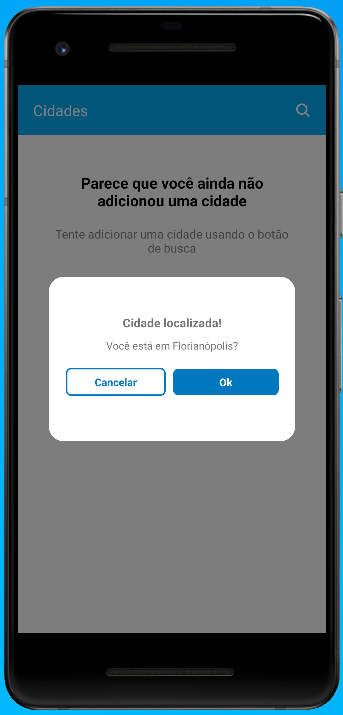 Cidades
Parece que você ainda não
adicionou uma cidade
Tente adicionar uma cidade usando o botão
de busca
Cidade localizada!
Você está em Florianópolis?
Cancelar
Ok